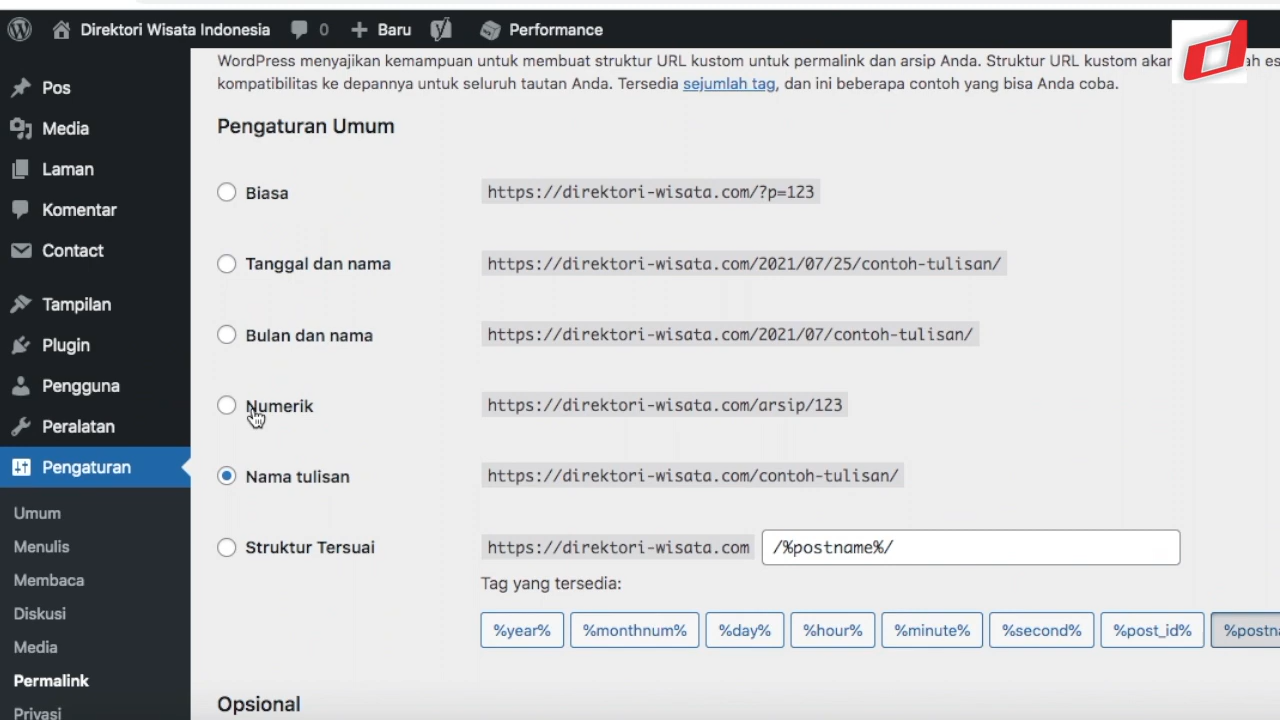 Direktori Wisata Indonesia 0 Baru Performance
WordPress menyajikan kemampuan untuk membuat struktur URL kustom untuk permalink dan arsip Anda. Struktur URL kustom
kompatibilitas ke depannya untuk seluruh tautan Anda. Tersedia sejumlah tag, dan ini beberapa contoh yang bisa Anda coba.
Pengaturan Umum
Biasa https://direktori-wisata.com/?p=123
Tanggal dan nama https://direktori-wisata.com/2021/07/25/contoh-tulisan/
Bulan dan nama https://direktori-wisata.com/2021/07/contoh-tulisan/
Numerik https://direktori-wisata.com/arsip/123
Nama tulisan https://direktori-wisata.com/contoh-tulisan/
Struktur Tersuai https://direktori-wisata.com /%postname%/
Tag yang tersedia:
%year% %monthnum% %day% %hour% %minute% %second% %post_id%
Opsional
Pos
Media
Laman
Komentar
Contact
Tampilan
Plugin
Pengguna
Peralatan
Pengaturan
Umum
Menulis
Membaca
Diskusi
Media
Permalink
Privasi